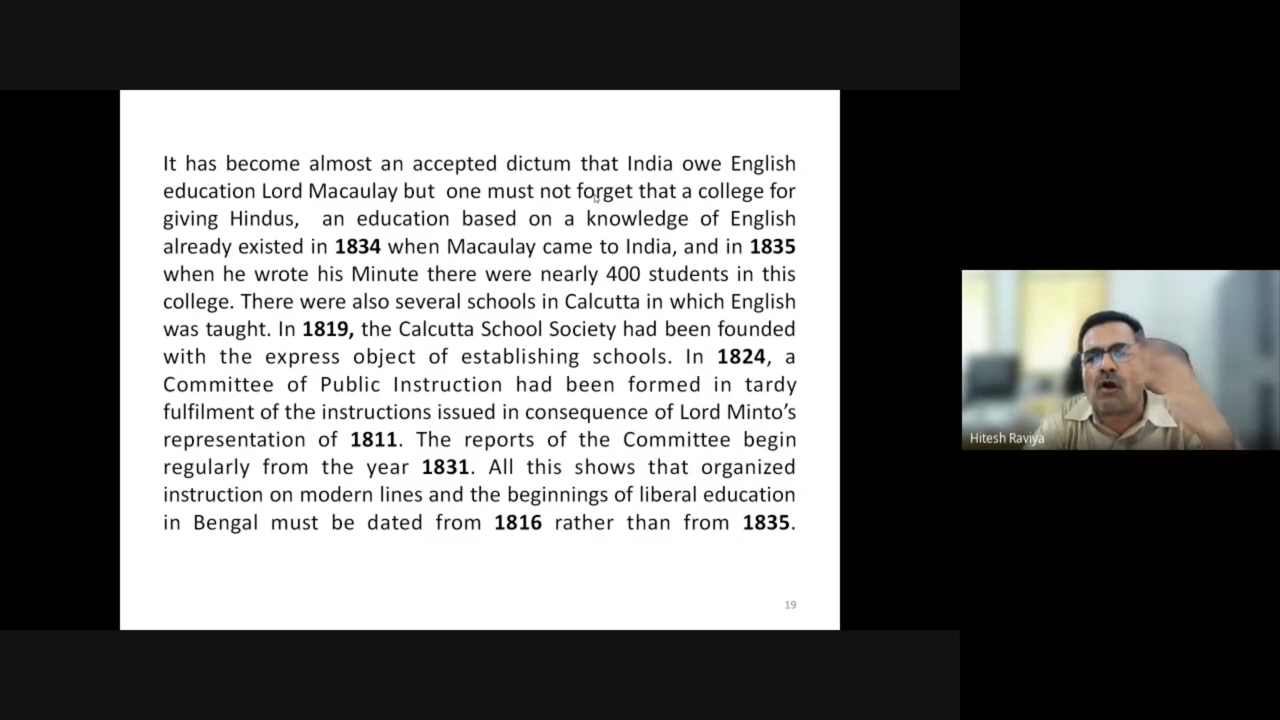 It has become almost an accepted dictum that India owe English
education Lord Macaulay but one must not forget that a college for
giving Hindus, an education based on a knowledge of English
already existed in 1834 when Macaulay came to India, and in 1835
when he wrote his Minute there were nearly 400 students in this
college. There were also several schools in Calcutta in which English
was taught. In 1819, the Calcutta School Society had been founded
with the express object of establishing schools. In 1824, a
Committee of Public Instruction had been formed in tardy
fulfilment of the instructions issued in consequence of Lord Minto’s
representation of 1811. The reports of the Committee begin
regularly from the year 1831. All this shows that organized
instruction on modern lines and the beginnings of liberal education
in Bengal must be dated from 1816 rather than from 1835.
19
Hitesh Raviya